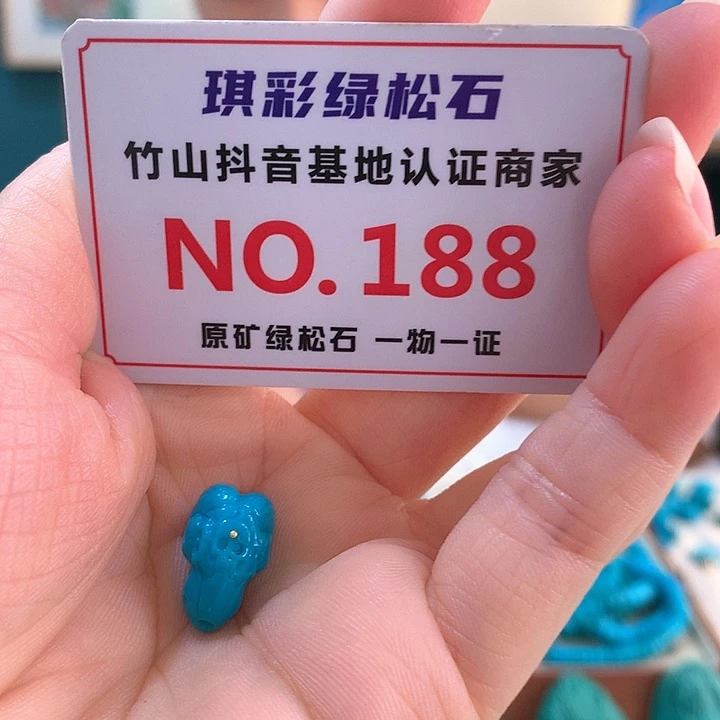 琪彩绿松石
竹山抖音基地认证商家
NO.188
原矿绿松石 一物一证